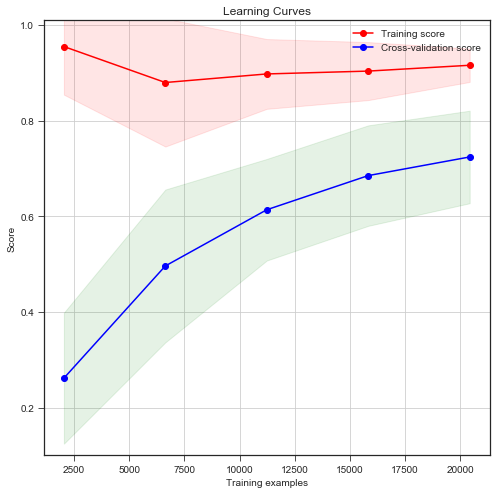 Learning Curves
Training score
Cross-validation score
1.0
0.8
0.6
0.4
0.2
Score
2500 5000 7500 10000 12500 15000 17500 20000
Training examples